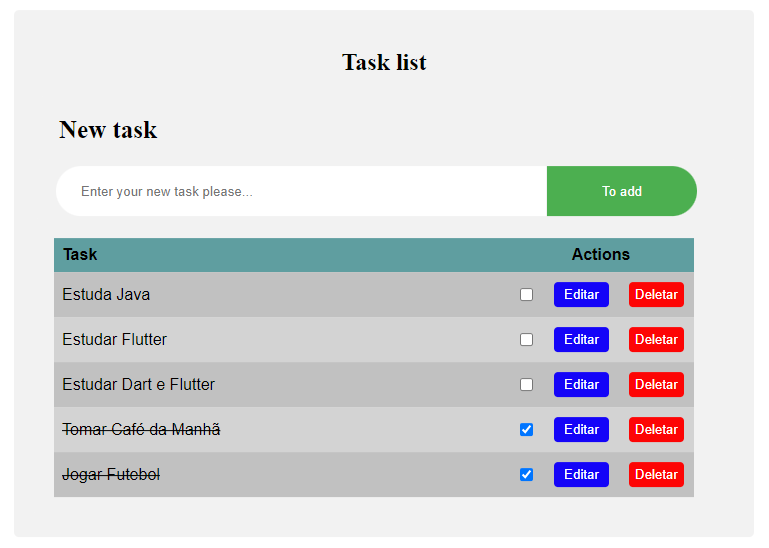 Task list
New task
Enter your new task please...
To add
Task Actions
Estuda Java Editar Deletar
Estudar Flutter Editar Deletar
Estudar Dart e Flutter Editar Deletar
Tomar Café da Manhã Editar Deletar
Jogar Futebol Editar Deletar